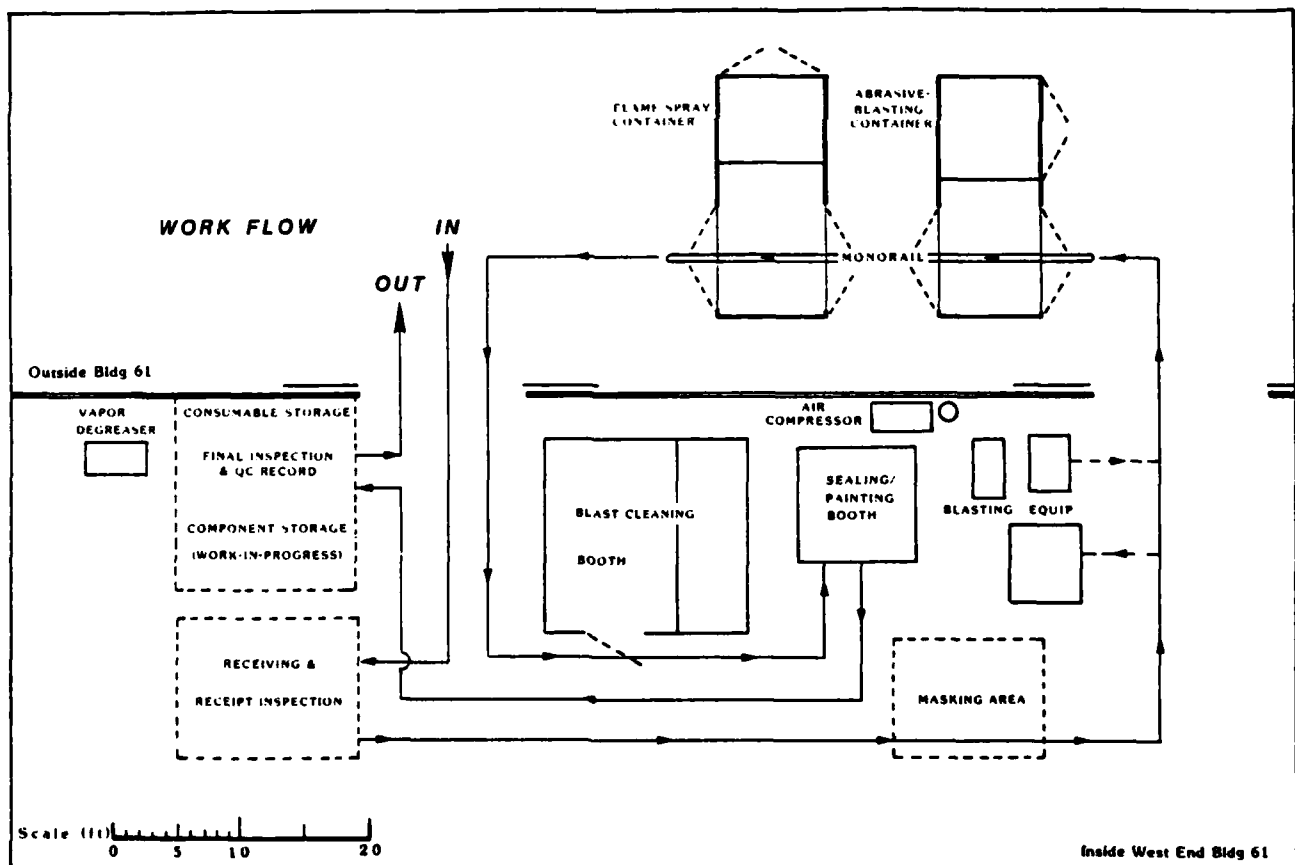 FLAME SPRAY
CONTAINER
ABRASIVE-
BLASTING
CONTAINER
WORK FLOW
IN
OUT
MONORAIL
Outside Bldg 61
VAPOR
DEGREASER
CONSUMABLE STORAGE
FINAL INSPECTION
& QC RECORD
COMPONENT STORAGE
(WORK-IN-PROGRESS)
AIR
COMPRESSOR
BLAST CLEANING
BOOTH
SEALING/
PAINTING
BOOTH
BLASTING EQUIP
RECEIVING &
RECEIPT INSPECTION
MASKING AREA
Scale (ft)
0 5 10 20
Inside West End Bldg 61